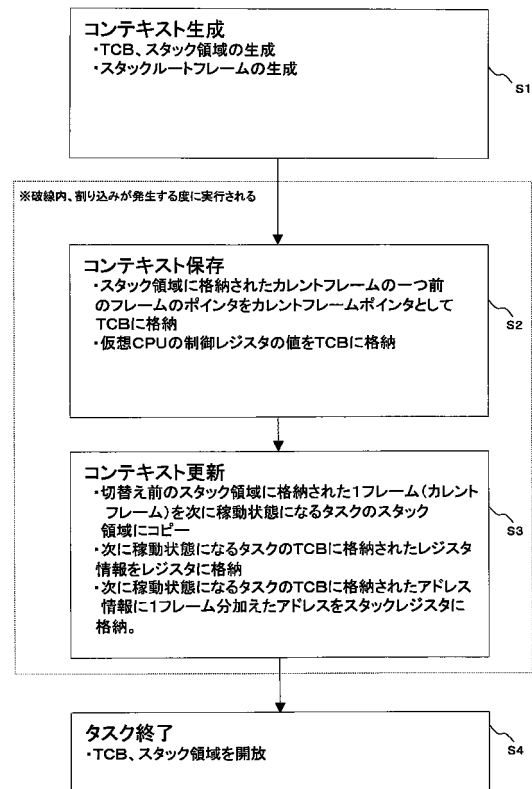 コンテキスト生成
・TCB、スタック領域の生成
・スタックルートフレームの生成
S1
※破線内、割り込みが発生する度に実行される
コンテキスト保存
・スタック領域に格納されたカレントフレームの一つ前
のフレームのポインタをカレントフレームポインタとして
TCBに格納
・仮想CPUの制御レジスタの値をTCBに格納
S2
コンテキスト更新
・切替え前のスタック領域に格納された1フレーム(カレント
フレーム)を次に稼動状態になるタスクのスタック
領域にコピー
・次に稼動状態になるタスクのTCBに格納されたレジスタ
情報をレジスタに格納
・次に稼動状態になるタスクのTCBに格納されたアドレス
情報に1フレーム分加えたアドレスをスタックレジスタに
格納。
S3
タスク終了
・TCB、スタック領域を開放
S4